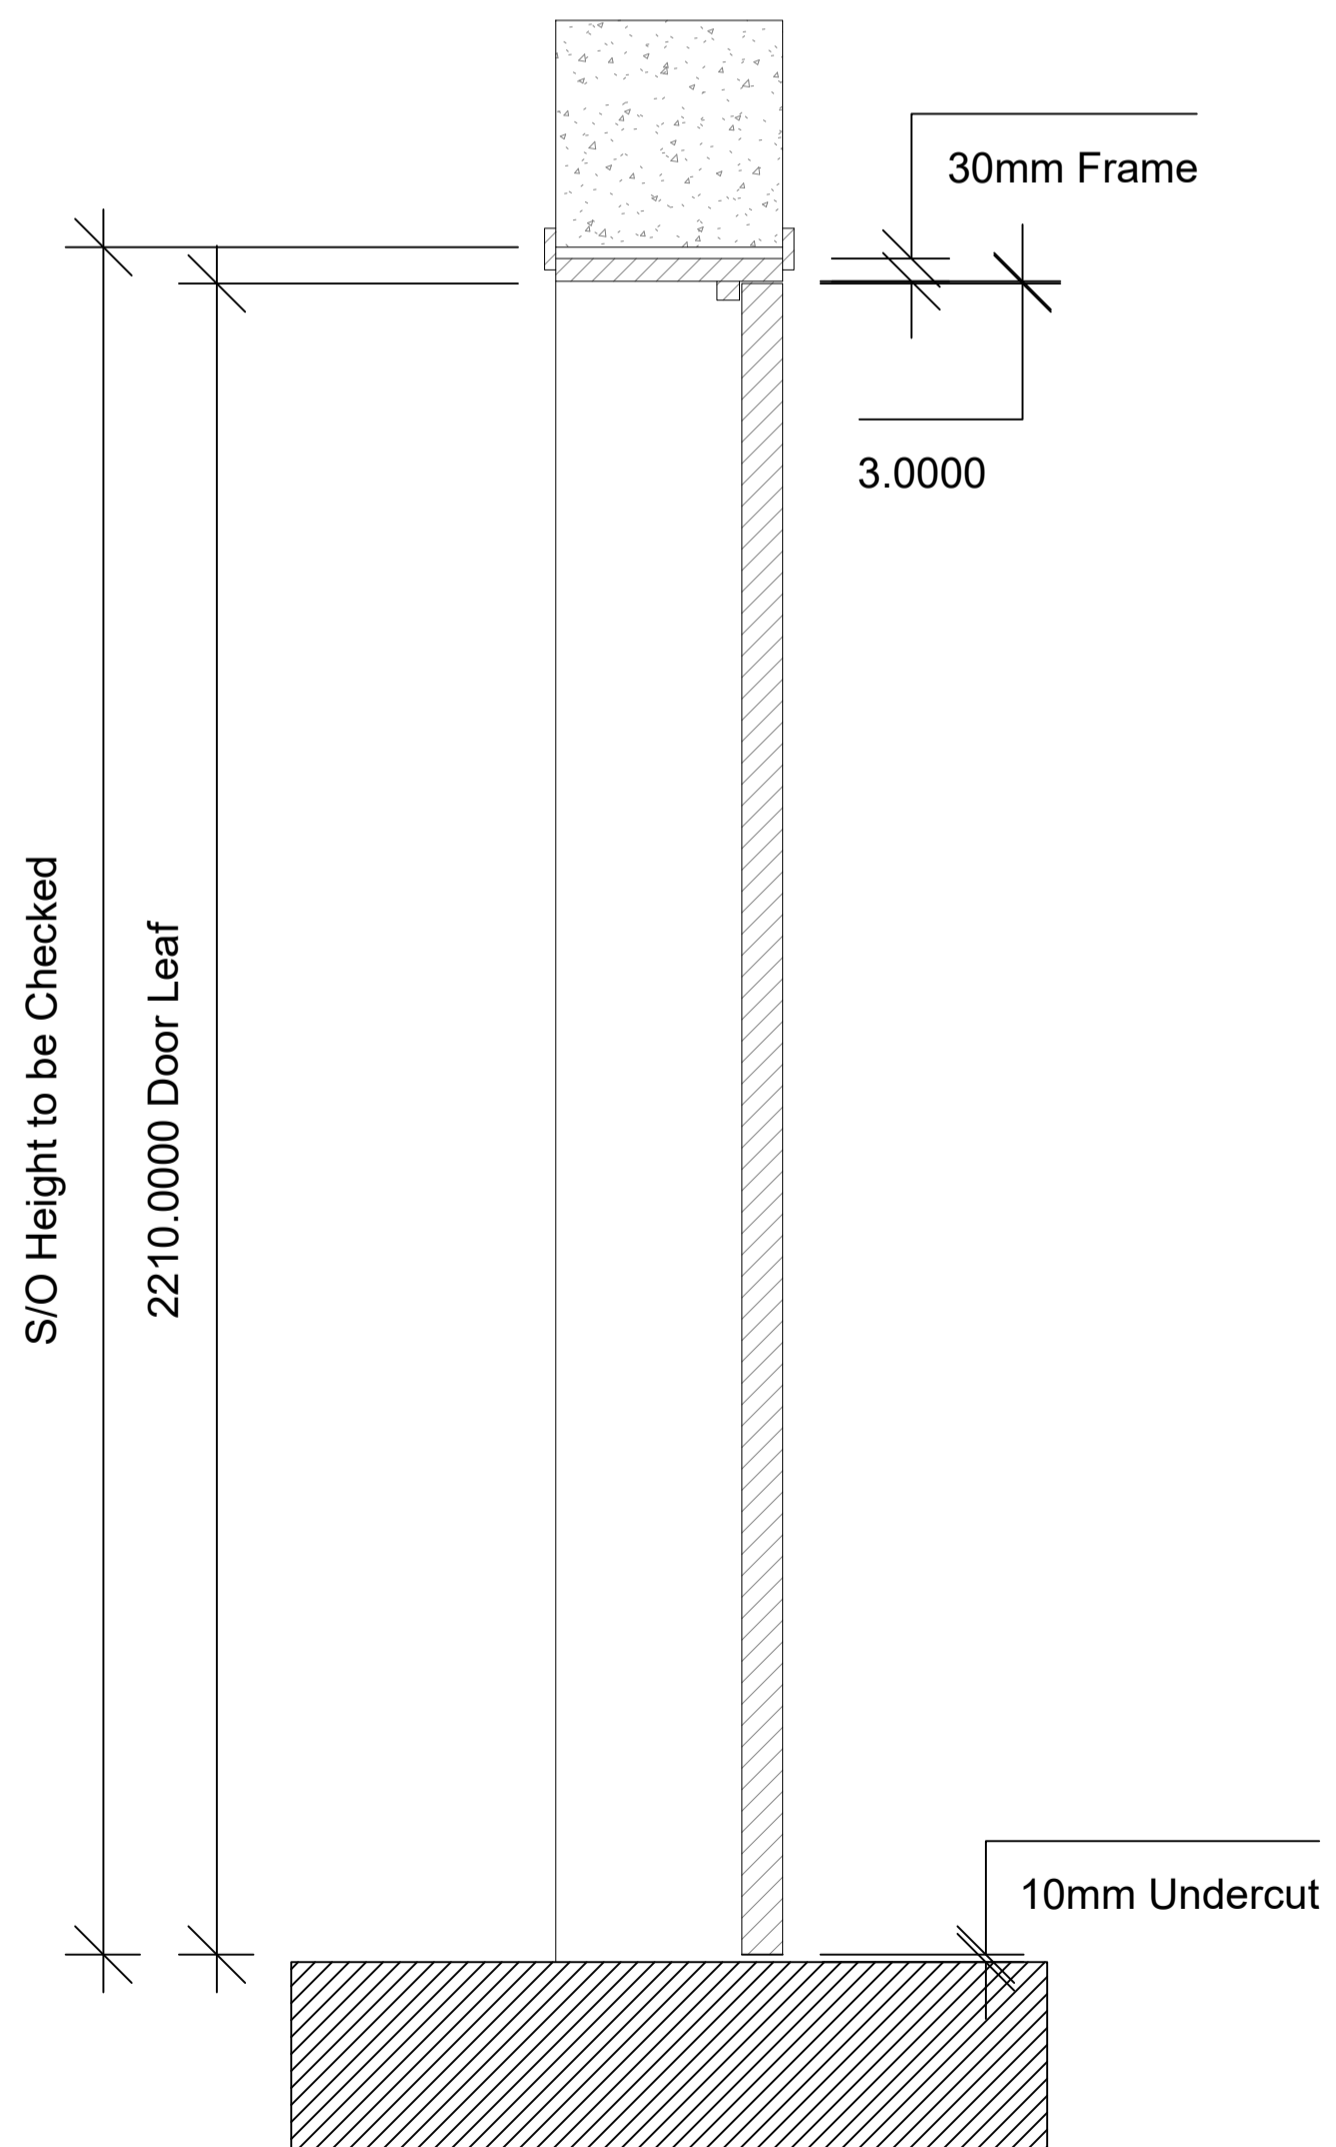 30mm Frame
3.0000
S/O Height to be Checked
2210.0000 Door Leaf
10mm Undercut